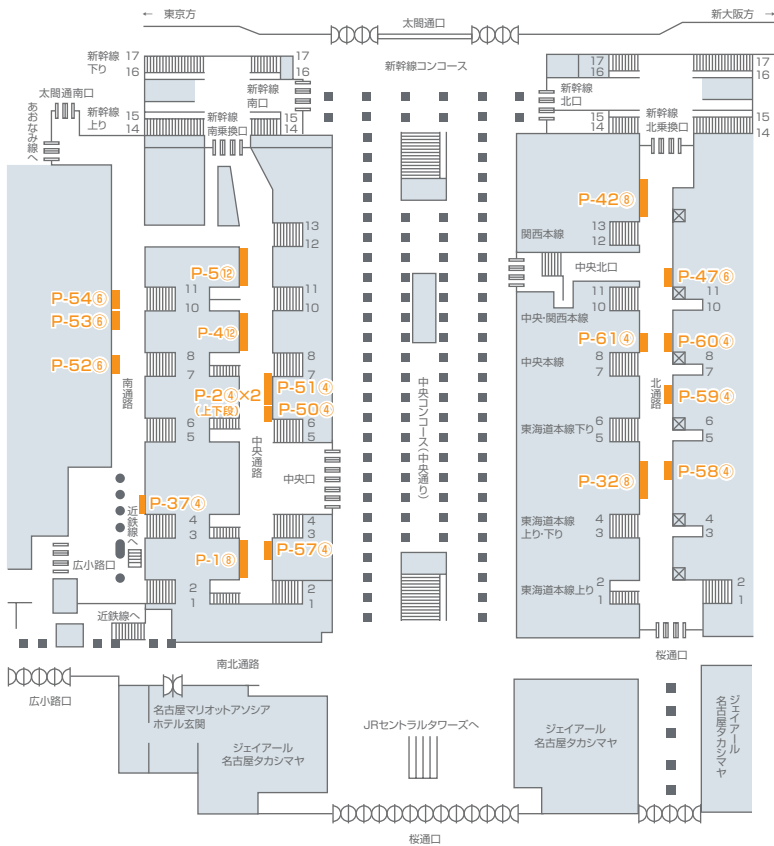 ← 東京方
新大阪方 →
太閤通口
新幹線コンコース
新幹線
下り
17
16
太閤通南口
新幹線
上り
15
14
あおなみ線へ
新幹線
南口
17
16
新幹線
南乗換口
15
14
17
16
新幹線
北口
15
14
新幹線
北乗換口
17
16
15
14
13
12
関西本線
13
12
中央北口
P-42⑧
P-5⑫
P-47⑥
P-54⑥
P-53⑥
P-52⑥
11
10
11
10
11
10
11
10
中央・関西本線
P-4⑫
P-61④
P-60④
中央本線
8
7
8
7
8
7
8
7
南通路
P-2④×2
(上下段)
P-51④
P-50④
中央コンコース(中央通り)
北通路
P-59④
東海道本線下り
6
5
6
5
6
5
6
5
中央通路
中央口
P-32⑧
P-58④
P-37④
近鉄線へ
4
3
4
3
東海道本線
上り・下り
4
3
4
3
広小路口
P-1⑧
P-57④
2
1
2
1
東海道本線上り
2
1
2
1
近鉄線へ
南北通路
桜通口
広小路口
名古屋マリオットアソシア
ホテル玄関
ジェイアール
名古屋タカシマヤ
JRセントラルタワーズへ
ジェイアール
名古屋タカシマヤ
ジェイアール
名古屋タカシマヤ
桜通口